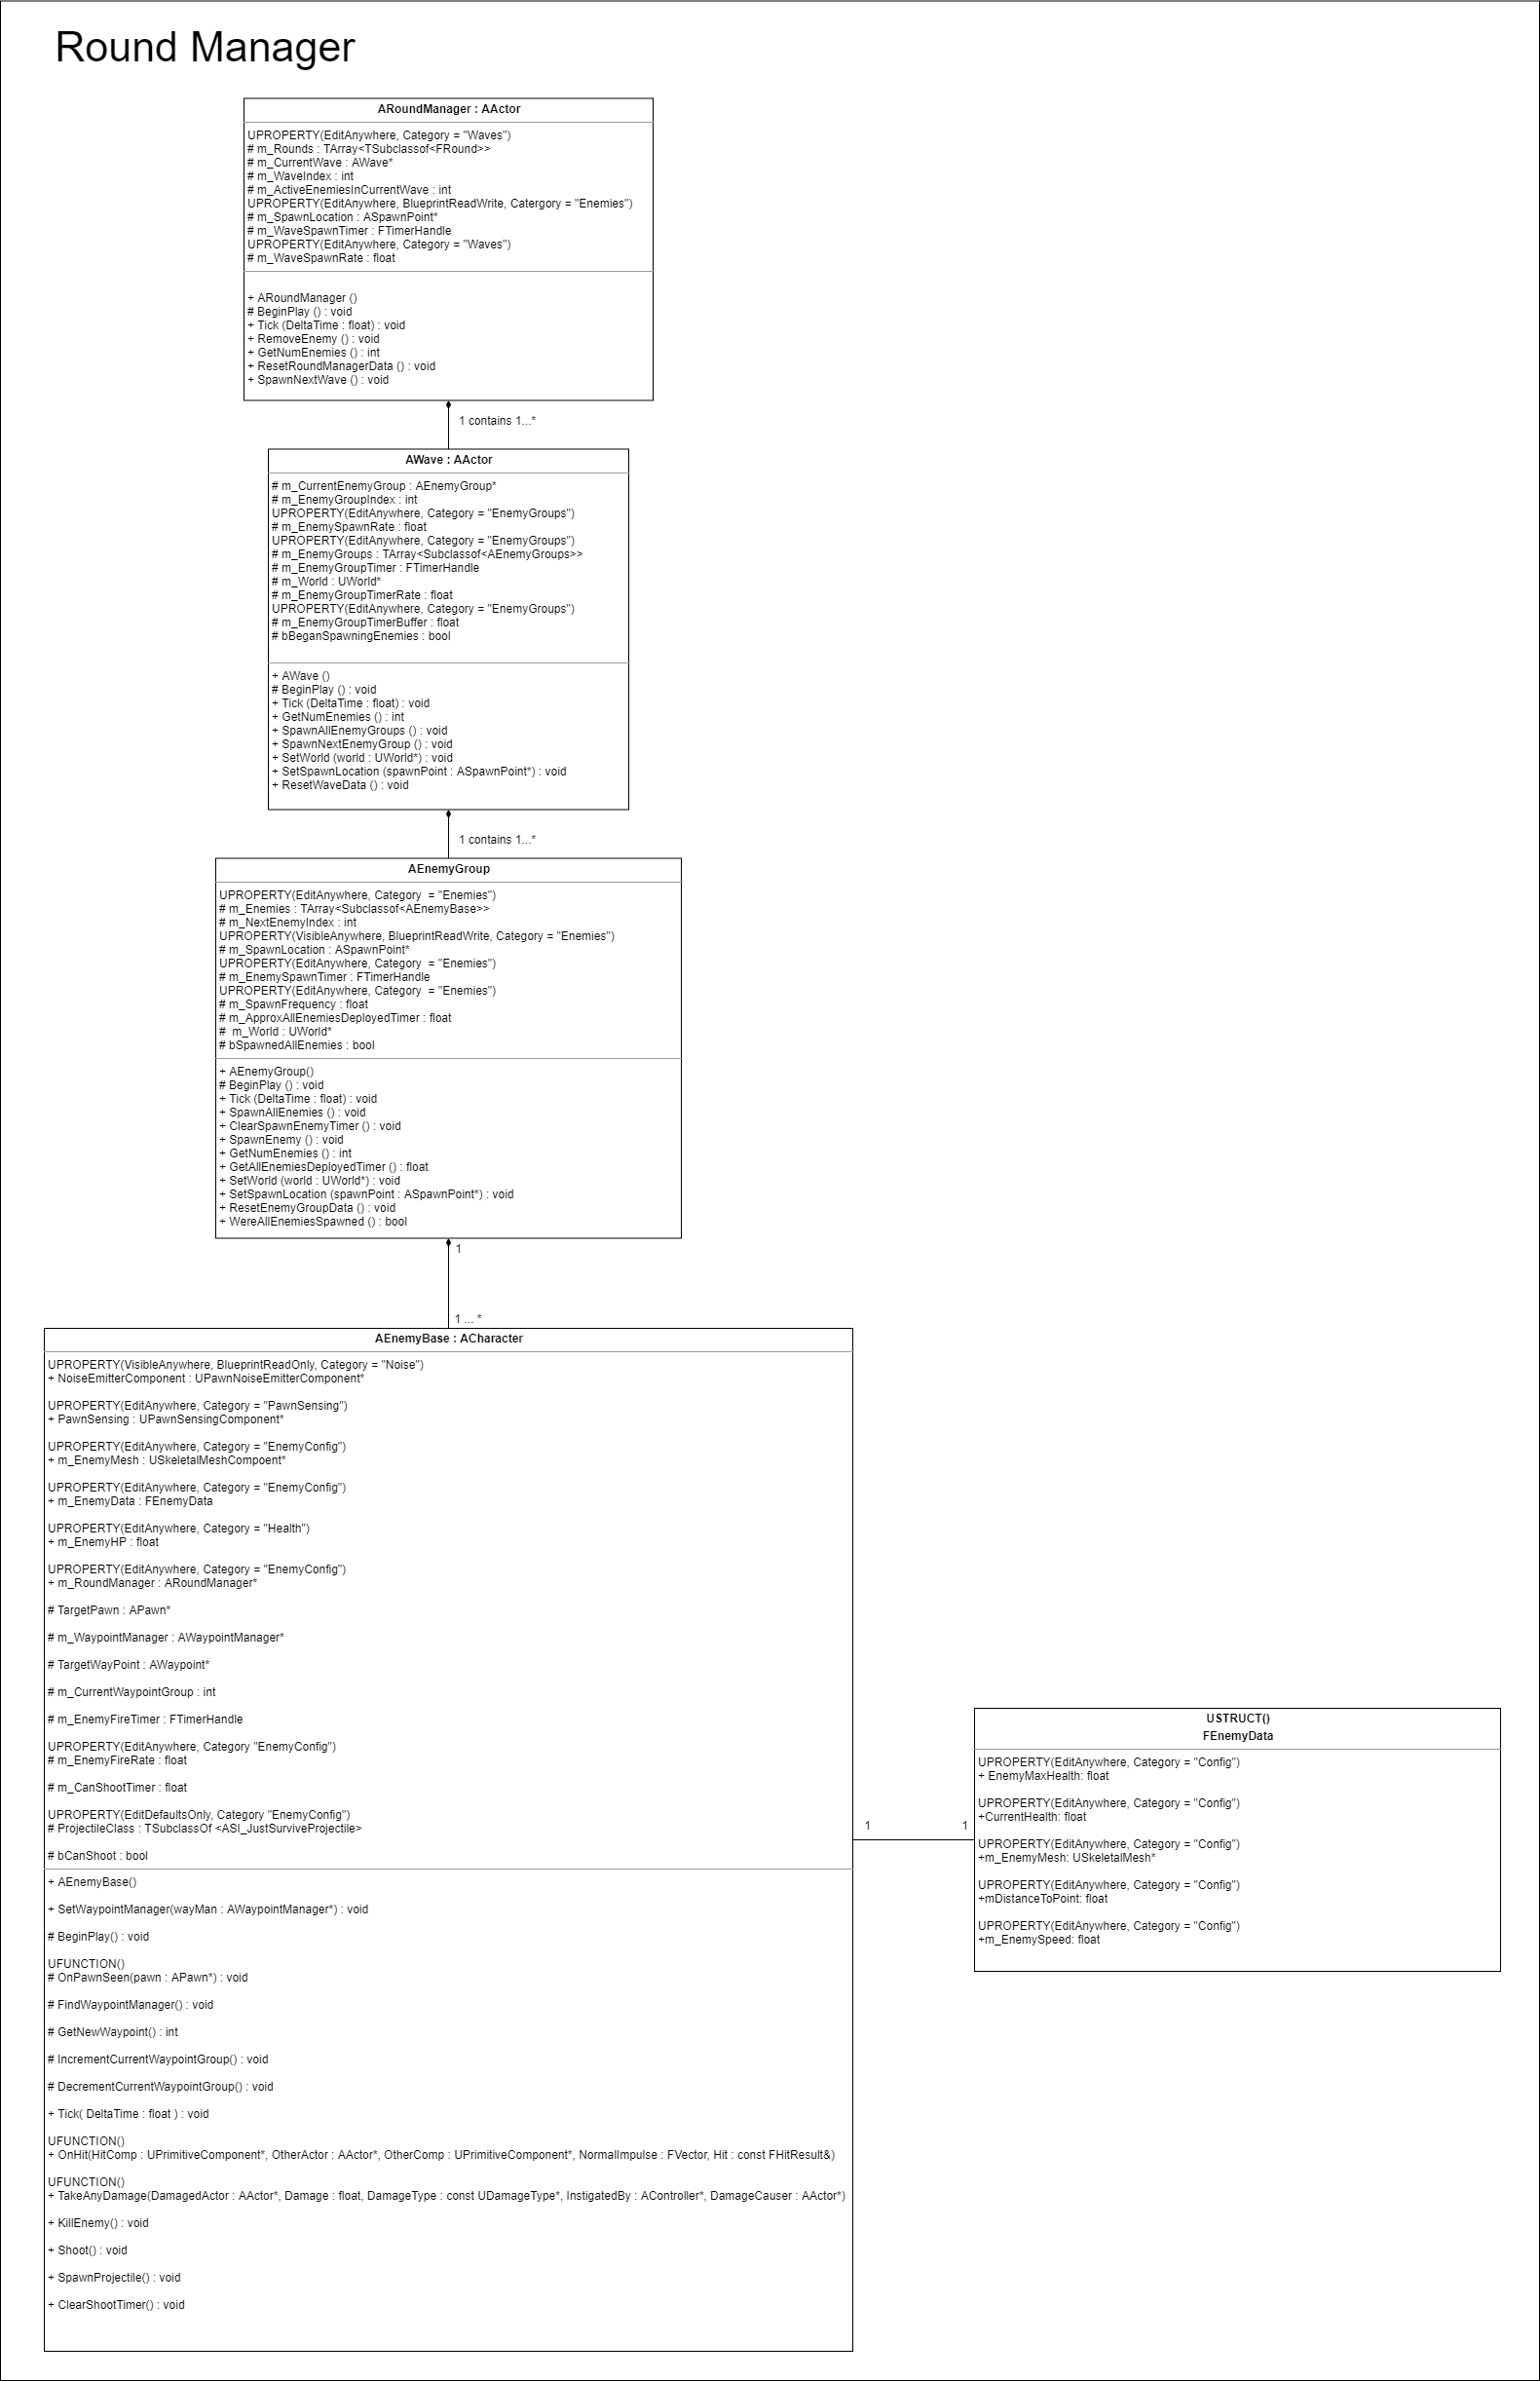 Round Manager
ARoundManager : AActor
UPROPERTY(EditAnywhere, Category = "Waves")
# m_Rounds : TArray<TSubclassof<FRound>>
# m_CurrentWave : AWave*
# m_WaveIndex : int
# m_ActiveEnemiesInCurrentWave : int
UPROPERTY(EditAnywhere, BlueprintReadWrite, Catergory = "Enemies")
# m_SpawnLocation : ASpawnPoint*
# m_WaveSpawnTimer : FTimerHandle
UPROPERTY(EditAnywhere, Category = "Waves")
# m_WaveSpawnRate : float
+ ARoundManager ()
# BeginPlay () : void
+ Tick (DeltaTime : float) : void
+ RemoveEnemy () : void
+ GetNumEnemies () : int
+ ResetRoundManagerData () : void
+ SpawnNextWave () : void
1 contains 1...*
AWave : AActor
# m_CurrentEnemyGroup : AEnemyGroup*
# m_EnemyGroupIndex : int
UPROPERTY(EditAnywhere, Category = "EnemyGroups")
# m_EnemySpawnRate : float
UPROPERTY(EditAnywhere, Category = "EnemyGroups")
# m_EnemyGroups : TArray<Subclassof<AEnemyGroups>>
# m_EnemyGroupTimer : FTimerHandle
# m_World : UWorld*
# m_EnemyGroupTimerRate : float
UPROPERTY(EditAnywhere, Category = "EnemyGroups")
# m_EnemyGroupTimerBuffer : float
# bBeganSpawningEnemies : bool
+ AWave ()
# BeginPlay () : void
+ Tick (DeltaTime : float) : void
+ GetNumEnemies () : int
+ SpawnAllEnemyGroups () : void
+ SpawnNextEnemyGroup () : void
+ SetWorld (world : UWorld*) : void
+ SetSpawnLocation (spawnPoint : ASpawnPoint*) : void
+ ResetWaveData () : void
1 contains 1...*
AEnemyGroup
UPROPERTY(EditAnywhere, Category  = "Enemies")
# m_Enemies : TArray<Subclassof<AEnemyBase>>
# m_NextEnemyIndex : int
UPROPERTY(VisibleAnywhere, BlueprintReadWrite, Category = "Enemies")
# m_SpawnLocation : ASpawnPoint*
UPROPERTY(EditAnywhere, Category  = "Enemies")
# m_EnemySpawnTimer : FTimerHandle
UPROPERTY(EditAnywhere, Category  = "Enemies")
# m_SpawnFrequency : float
# m_ApproxAllEnemiesDeployedTimer : float
#  m_World : UWorld*
# bSpawnedAllEnemies : bool
+ AEnemyGroup()
# BeginPlay () : void
+ Tick (DeltaTime : float) : void
+ SpawnAllEnemies () : void
+ ClearSpawnEnemyTimer () : void
+ SpawnEnemy () : void
+ GetNumEnemies () : int
+ GetAllEnemiesDeployedTimer () : float
+ SetWorld (world : UWorld*) : void
+ SetSpawnLocation (spawnPoint : ASpawnPoint*) : void
+ ResetEnemyGroupData () : void
+ WereAllEnemiesSpawned () : bool
1
1 ... *
AEnemyBase : ACharacter
UPROPERTY(VisibleAnywhere, BlueprintReadOnly, Category = "Noise")
+ NoiseEmitterComponent : UPawnNoiseEmitterComponent*
UPROPERTY(EditAnywhere, Category = "PawnSensing")
+ PawnSensing : UPawnSensingComponent*
UPROPERTY(EditAnywhere, Category = "EnemyConfig")
+ m_EnemyMesh : USkeletalMeshCompoent*
UPROPERTY(EditAnywhere, Category = "EnemyConfig")
+ m_EnemyData : FEnemyData
UPROPERTY(EditAnywhere, Category = "Health")
+ m_EnemyHP : float
UPROPERTY(EditAnywhere, Category = "EnemyConfig")
+ m_RoundManager : ARoundManager*
# TargetPawn : APawn*
# m_WaypointManager : AWaypointManager*
# TargetWayPoint : AWaypoint*
# m_CurrentWaypointGroup : int
# m_EnemyFireTimer : FTimerHandle
UPROPERTY(EditAnywhere, Category "EnemyConfig")
# m_EnemyFireRate : float
# m_CanShootTimer : float
UPROPERTY(EditDefaultsOnly, Category "EnemyConfig")
# ProjectileClass : TSubclassOf <ASI_JustSurviveProjectile>
# bCanShoot : bool
+ AEnemyBase()
+ SetWaypointManager(wayMan : AWaypointManager*) : void
# BeginPlay() : void
UFUNCTION()
# OnPawnSeen(pawn : APawn*) : void
# FindWaypointManager() : void
# GetNewWaypoint() : int
# IncrementCurrentWaypointGroup() : void
# DecrementCurrentWaypointGroup() : void
+ Tick( DeltaTime : float ) : void
UFUNCTION()
+ OnHit(HitComp : UPrimitiveComponent*, OtherActor : AActor*, OtherComp : UPrimitiveComponent*, NormalImpulse : FVector, Hit : const FHitResult&)
UFUNCTION()
+ TakeAnyDamage(DamagedActor : AActor*, Damage : float, DamageType : const UDamageType*, InstigatedBy : AController*, DamageCauser : AActor*)
+ KillEnemy() : void
+ Shoot() : void
+ SpawnProjectile() : void
+ ClearShootTimer() : void
1
1
USTRUCT()
FEnemyData
UPROPERTY(EditAnywhere, Category = "Config")
+ EnemyMaxHealth: float
UPROPERTY(EditAnywhere, Category = "Config")
+CurrentHealth: float
UPROPERTY(EditAnywhere, Category = "Config")
+m_EnemyMesh: USkeletalMesh*
UPROPERTY(EditAnywhere, Category = "Config")
+mDistanceToPoint: float
UPROPERTY(EditAnywhere, Category = "Config")
+m_EnemySpeed: float